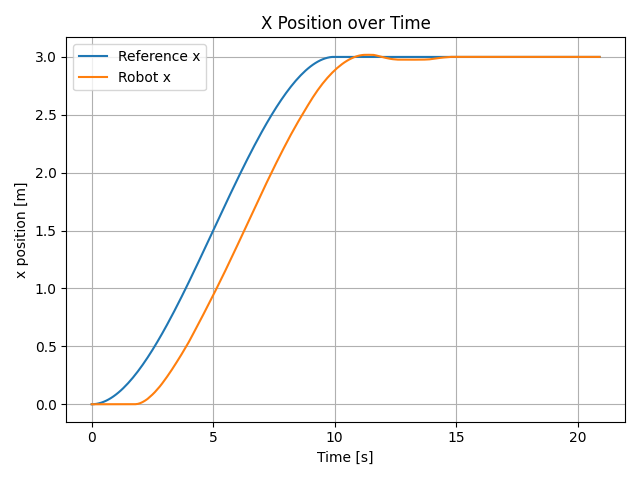 X Position over Time
Reference x
Robot x
x position [m]
3.0
2.5
2.0
1.5
1.0
0.5
0.0
0 5 10 15 20
Time [s]